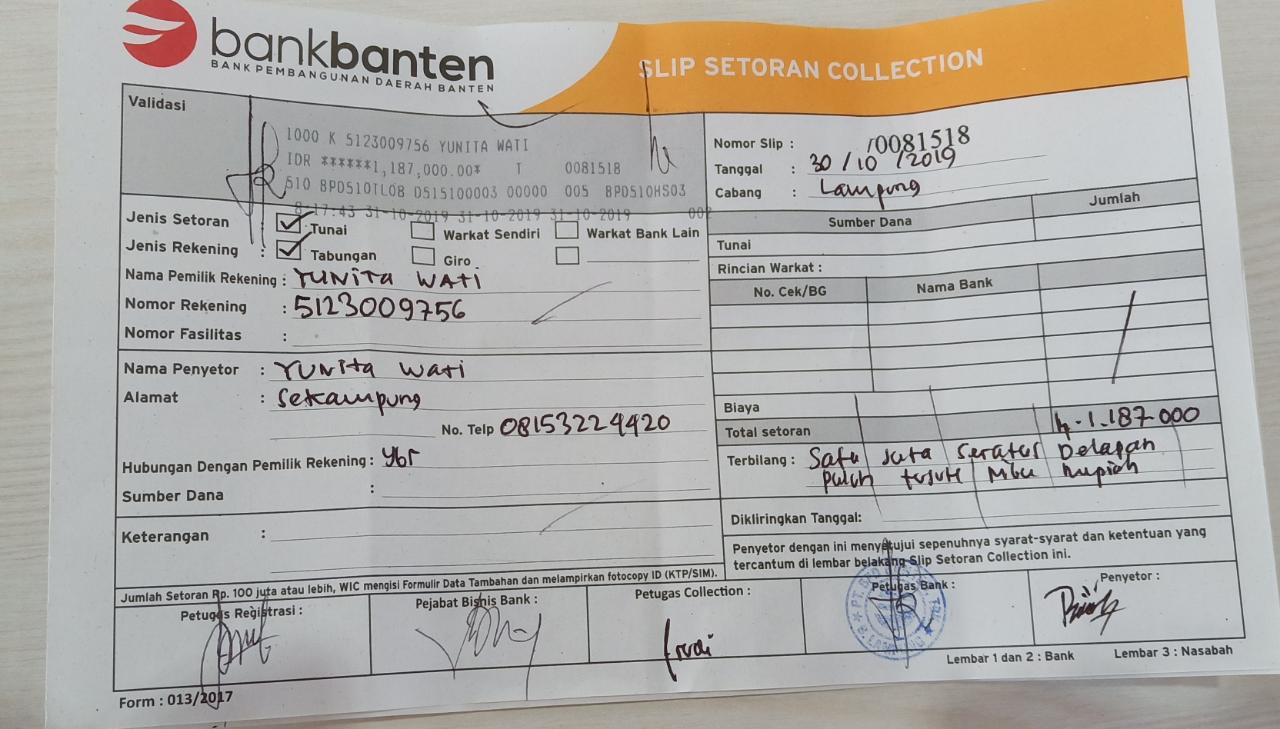 bankbanten
BANK PEMBANGUNAN DAERAH BANTEN
SLIP SETORAN COLLECTION
Validasi
1000 K 5123009756 YUNITA WATI
IDR ******1,187,000.00* T 0081518
510 BPD510TL08 D515100003 00000 005 BPD510HS03
8:17:43 31-10-2019 31-10-2019 31-10-2019 002
Nomor Slip : /0081518
Tanggal : 30/10/2019
Cabang : Lampung
Jenis Setoran : Tunai Warkat Sendiri Warkat Bank Lain
Jenis Rekening : Tabungan Giro
Nama Pemilik Rekening : YUNITA WATI
Nomor Rekening : 5123009756
Nomor Fasilitas :
Sumber Dana Jumlah
Tunai
Rincian Warkat :
No. Cek/BG Nama Bank
Nama Penyetor : YUNITA WATI
Alamat : Sekampung
No. Telp 08153224420
Hubungan Dengan Pemilik Rekening : ybr
Sumber Dana :
Keterangan :
Biaya
Total setoran 1.187.000
Terbilang : Satu Juta Seratus Delapan
puluh tujuh Ribu Rupiah
Dikliringkan Tanggal:
Penyetor dengan ini menyetujui sepenuhnya syarat-syarat dan ketentuan yang
tercantum di lembar belakang Slip Setoran Collection ini.
Jumlah Setoran Rp. 100 juta atau lebih, WIC mengisi Formulir Data Tambahan dan melampirkan fotocopy ID (KTP/SIM).
Petugas Registrasi : Pejabat Bisnis Bank : Petugas Collection : Petugas Bank : Penyetor :
Lembar 1 dan 2 : Bank Lembar 3 : Nasabah
Form : 013/2017